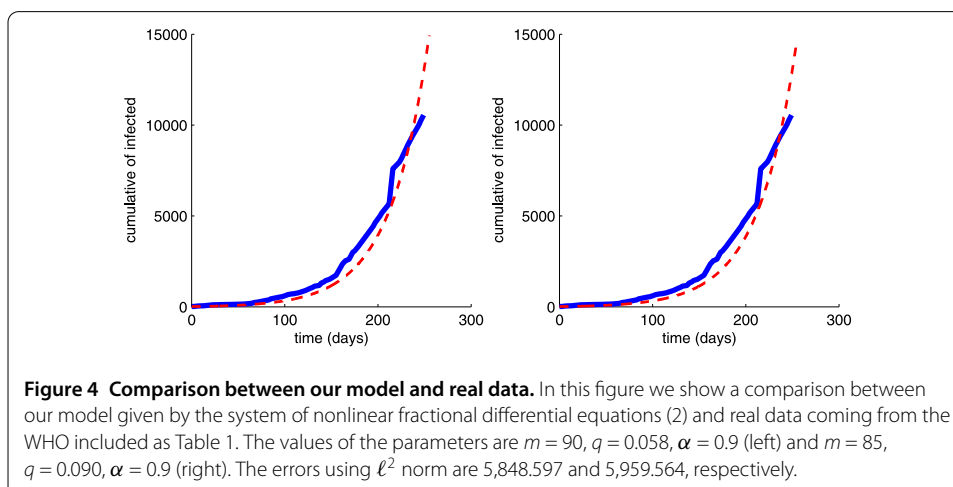 15000
10000
5000
0
0
100
200
300
cumulative of infected
time (days)
15000
10000
5000
0
0
100
200
300
cumulative of infected
time (days)
Figure 4 Comparison between our model and real data. In this figure we show a comparison between
our model given by the system of nonlinear fractional differential equations (2) and real data coming from the
WHO included as Table 1. The values of the parameters are m = 90, q = 0.058, α = 0.9 (left) and m = 85,
q = 0.090, α = 0.9 (right). The errors using ℓ² norm are 5,848.597 and 5,959.564, respectively.